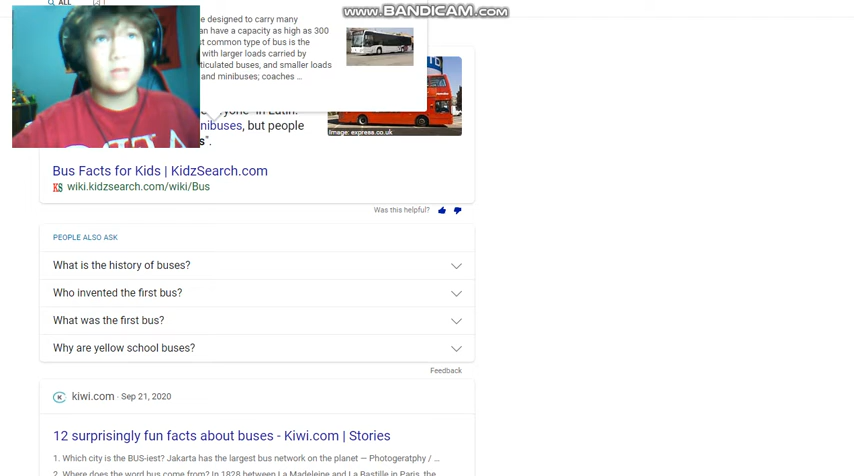 ALL
www.BANDICAM.com
e designed to carry many
an have a capacity as high as 300
st common type of bus is the
with larger loads carried by
ticulated buses, and smaller loads
and minibuses; coaches ...
in Latin.
nibuses, but people
s".
Image: express.co.uk
Bus Facts for Kids | KidzSearch.com
KS wiki.kidzsearch.com/wiki/Bus
Was this helpful?
PEOPLE ALSO ASK
What is the history of buses?
Who invented the first bus?
What was the first bus?
Why are yellow school buses?
Feedback
K kiwi.com · Sep 21, 2020
12 surprisingly fun facts about buses - Kiwi.com | Stories
1. Which city is the BUS-iest? Jakarta has the largest bus network on the planet — Photogeratphy / ...
2. Where does the word bus come from? In 1828 between La Madeleine and La Bastille in Paris, the